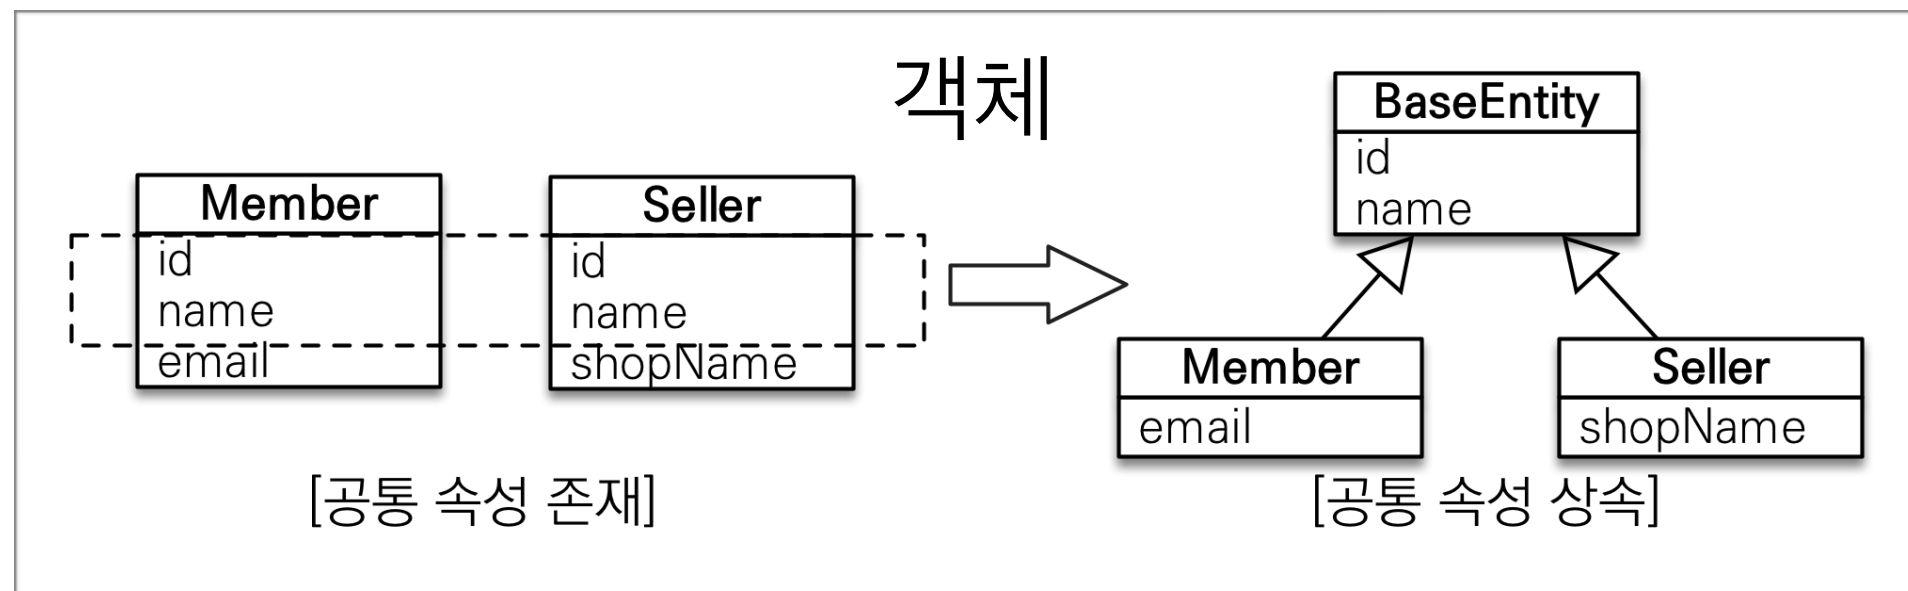 객체
Member
id
name
email
Seller
id
name
shopName
[공통 속성 존재]
BaseEntity
id
name
Member
email
Seller
shopName
[공통 속성 상속]